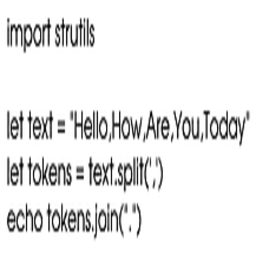 import strutils
let text = "Hello,How,Are,You,Today"
let tokens = text.split(',')
echo tokens.join(".")